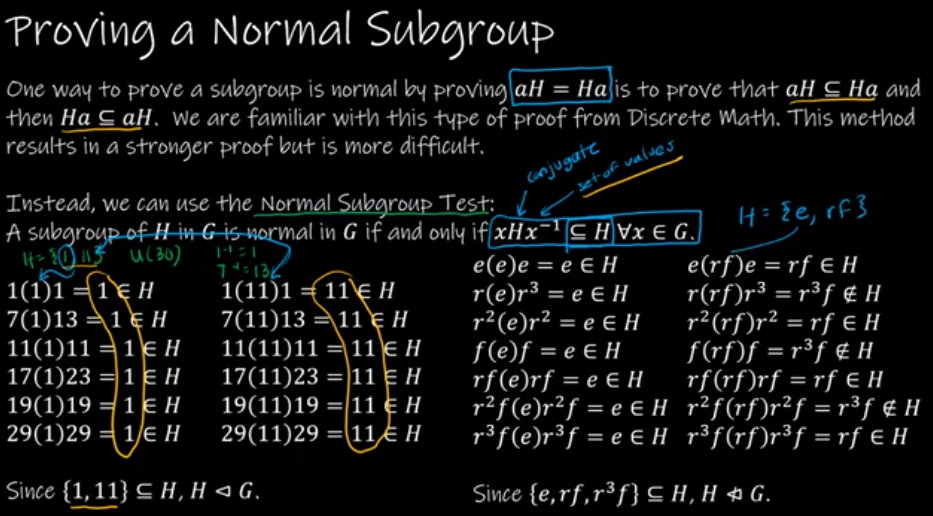 Proving a Normal Subgroup
One way to prove a subgroup is normal by proving aH = Ha is to prove that aH ⊆ Ha and
then Ha ⊆ aH. We are familiar with this type of proof from Discrete Math. This method
results in a stronger proof but is more difficult.
conjugate
set of values
Instead, we can use the Normal Subgroup Test:
H = {e, rf}
A subgroup of H in G is normal in G if and only if xHx⁻¹ ⊆ H ∀x ∈ G.
H = {1, 11} U(30) 1⁻¹ = 1
7⁻¹ = 13
1(1)1 = 1 ∈ H 1(11)1 = 11 ∈ H
7(1)13 = 1 ∈ H 7(11)13 = 11 ∈ H
11(1)11 = 1 ∈ H 11(11)11 = 11 ∈ H
17(1)23 = 1 ∈ H 17(11)23 = 11 ∈ H
19(1)19 = 1 ∈ H 19(11)19 = 11 ∈ H
29(1)29 = 1 ∈ H 29(11)29 = 11 ∈ H
Since {1, 11} ⊆ H, H ⊲ G.
e(e)e = e ∈ H e(rf)e = rf ∈ H
r(e)r³ = e ∈ H r(rf)r³ = r³f ∉ H
r²(e)r² = e ∈ H r²(rf)r² = rf ∈ H
f(e)f = e ∈ H f(rf)f = r³f ∉ H
rf(e)rf = e ∈ H rf(rf)rf = rf ∈ H
r²f(e)r²f = e ∈ H r²f(rf)r²f = r³f ∉ H
r³f(e)r³f = e ∈ H r³f(rf)r³f = rf ∈ H
Since {e, rf, r³f} ⊆ H, H ⋪ G.